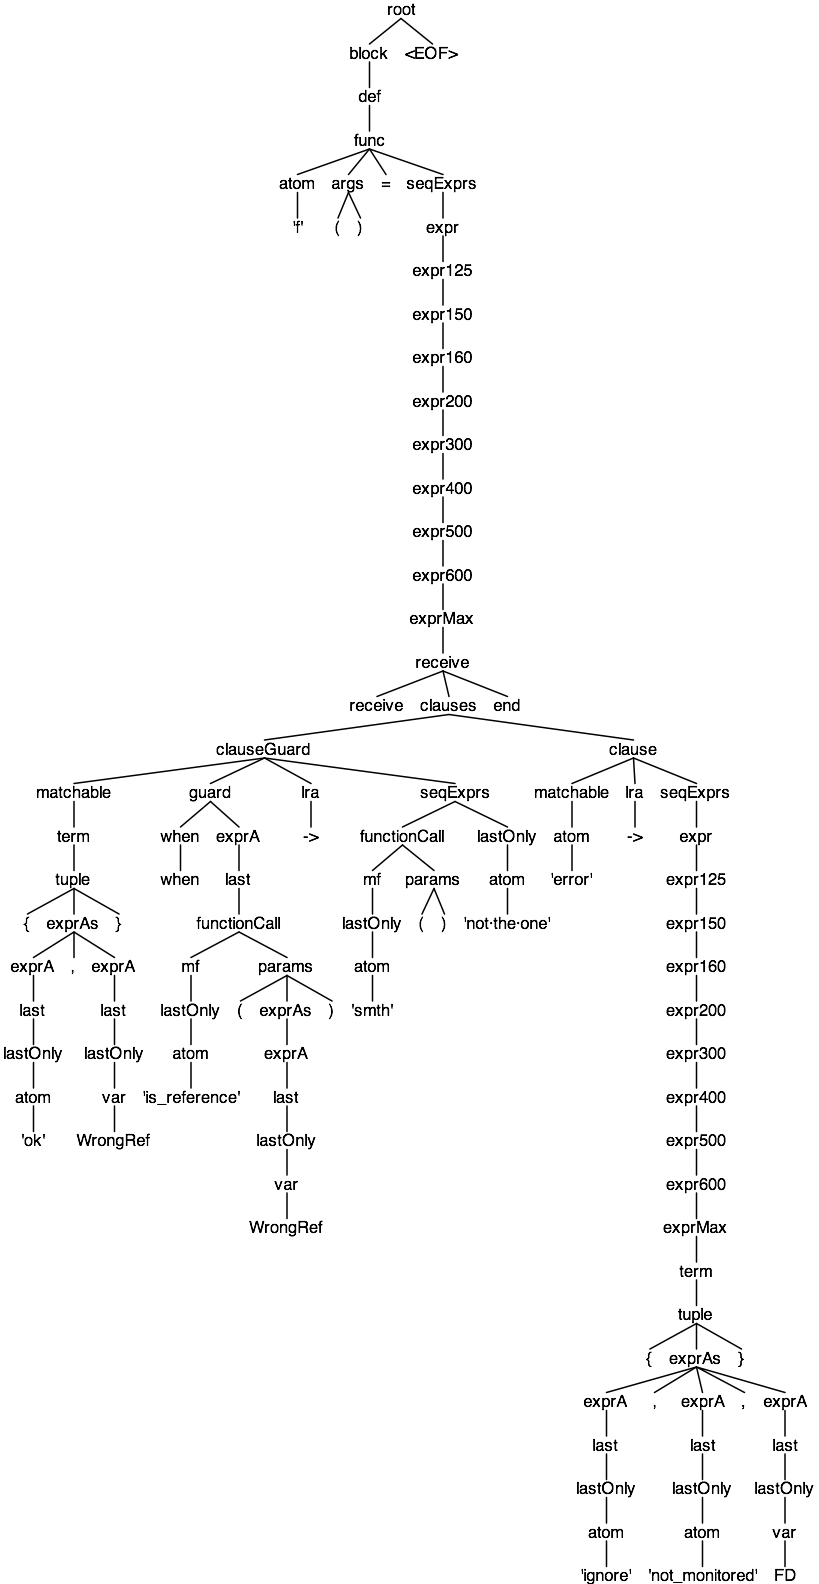 root
block <EOF>
def
func
atom args = seqExprs
'f' ( ) expr
expr125
expr150
expr160
expr200
expr300
expr400
expr500
expr600
exprMax
receive
receive clauses end
clauseGuard clause
matchable guard lra seqExprs matchable lra seqExprs
term when exprA -> functionCall lastOnly atom -> expr
tuple when last mf params atom 'error' expr125
{ exprAs } functionCall lastOnly ( ) 'not·the·one' expr150
exprA , exprA mf params atom expr160
last last lastOnly ( exprAs ) 'smth' expr200
lastOnly lastOnly atom exprA expr300
atom var 'is_reference' last expr400
'ok' WrongRef lastOnly expr500
var expr600
WrongRef exprMax
term
tuple
{ exprAs }
exprA , exprA , exprA
last last last
lastOnly lastOnly lastOnly
atom atom var
'ignore' 'not_monitored' FD